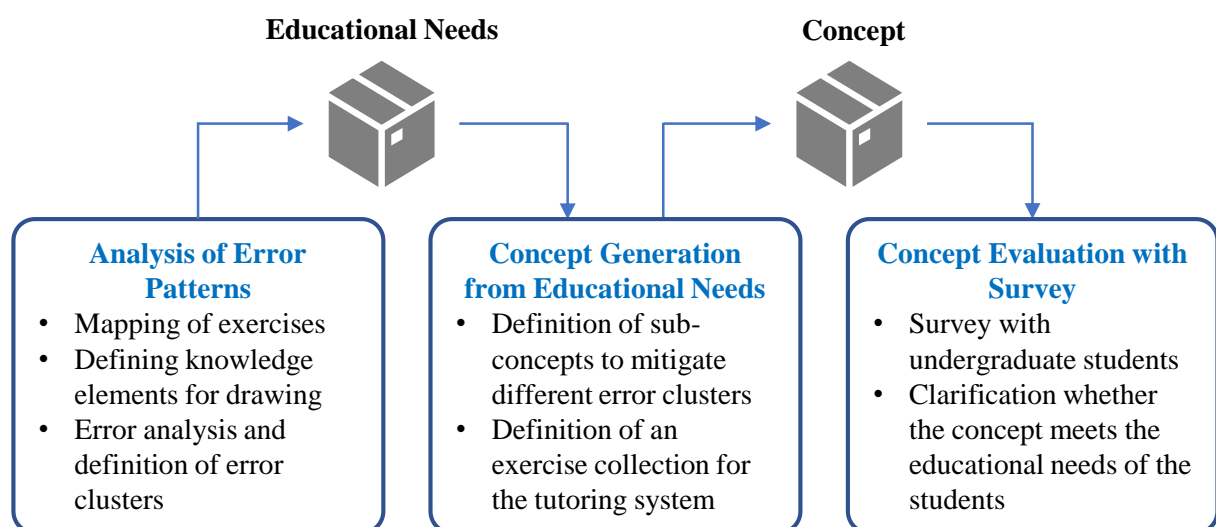 Educational Needs
Concept
Analysis of Error
Patterns
• Mapping of exercises
• Defining knowledge
elements for drawing
• Error analysis and
definition of error
clusters
Concept Generation
from Educational Needs
• Definition of sub-
concepts to mitigate
different error clusters
• Definition of an
exercise collection for
the tutoring system
Concept Evaluation with
Survey
• Survey with
undergraduate students
• Clarification whether
the concept meets the
educational needs of the
students